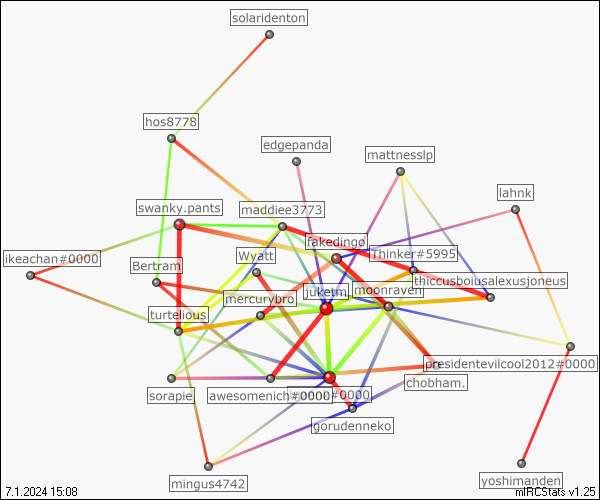 solaridenton
hos8778
edgepanda
mattnesslp
lahnk
swanky.pants
maddiee3773
fakedingo
Thinker#5995
ikeachan#0000
Wyatt
Bertram
thiccusboiusalexusjoneus
juketm
moonraven
mercurybro
turtelious
presidentevilcool2012#0000
chobham.
sorapie
awesomenich#0000
#0000
gorudenneko
mingus4742
yoshimanden
7.1.2024 15:08
mIRCStats v1.25